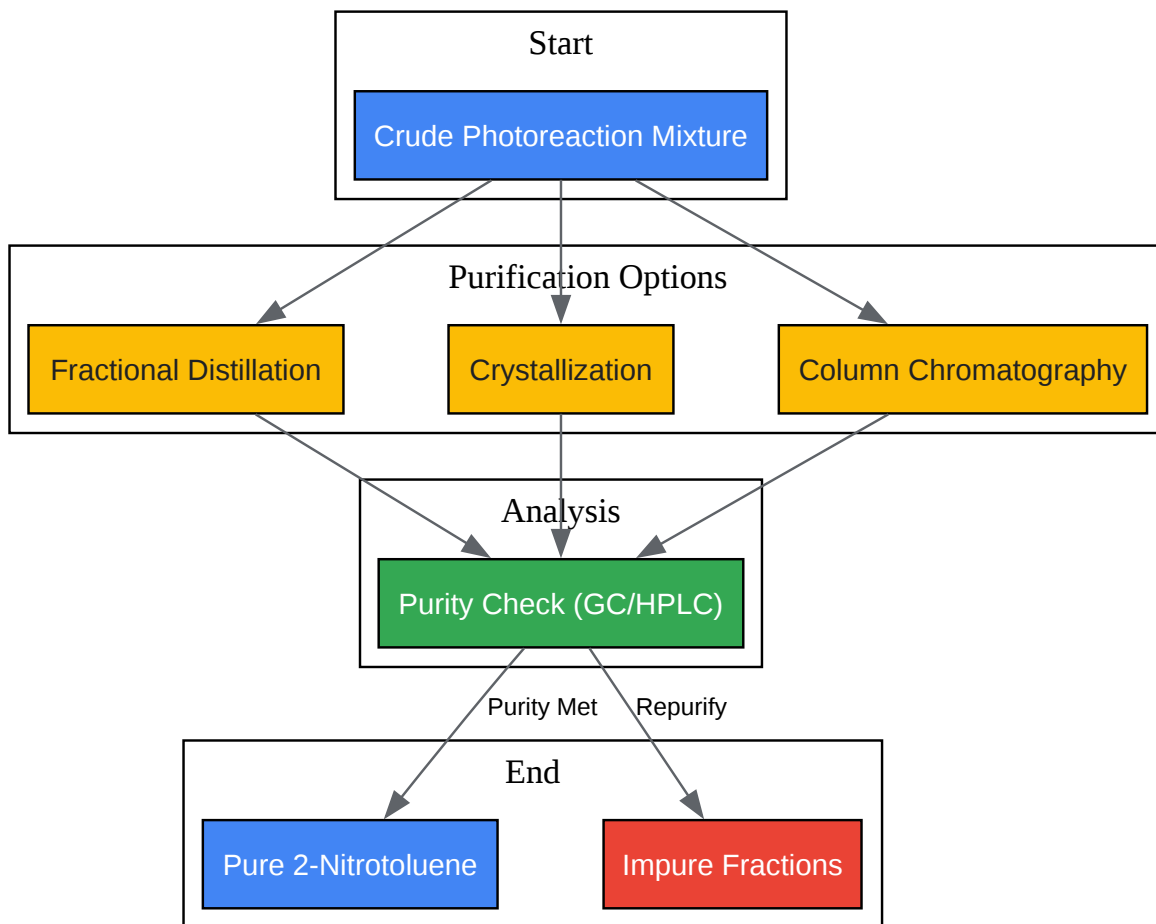 Start
Crude Photoreaction Mixture
Purification Options
Fractional Distillation
Crystallization
Column Chromatography
Analysis
Purity Check (GC/HPLC)
Purity Met
Repurify
End
Pure 2-Nitrotoluene
Impure Fractions